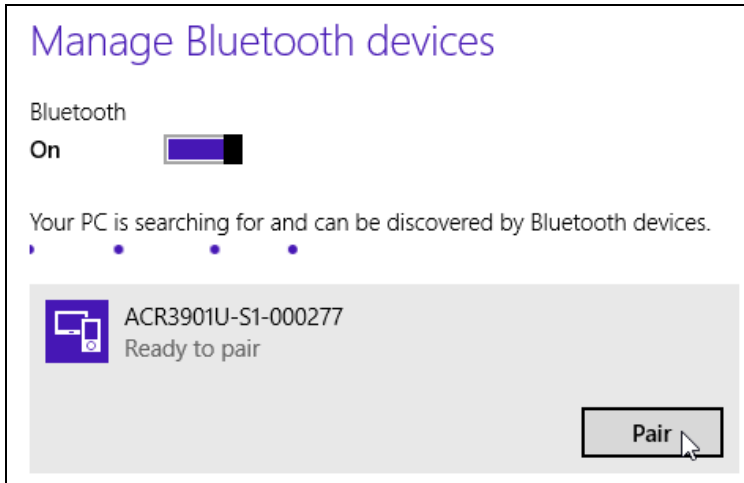 Manage Bluetooth devices
Bluetooth
On
Your PC is searching for and can be discovered by Bluetooth devices.
ACR3901U-S1-000277
Ready to pair
Pair